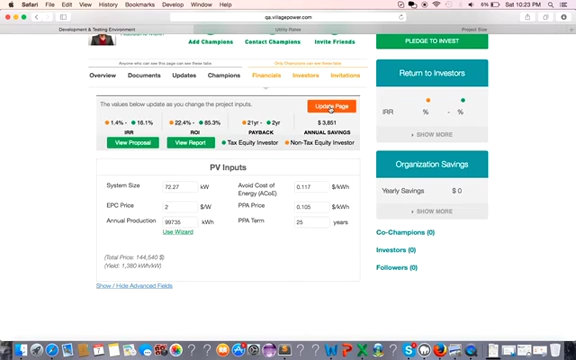 Safari File Edit View History Bookmarks Develop Window Help
6% Sat 10:23 PM
qa.villagepower.com
Development & Testing Environment Utility Rates Project Size
Add Champions Contact Champions Invite Friends
PLEDGE TO INVEST
Anyone who can see this page can see these tabs
Only Champions can see these tabs
Overview Documents Updates Champions Financials Investors Invitations
The values below update as you change the project inputs.
Update Page
1.4% - 16.1% 22.4% - 85.3% 21yr - 2yr $ 3,851
IRR ROI PAYBACK ANNUAL SAVINGS
View Proposal View Report Tax Equity Investor Non-Tax Equity Investor
PV Inputs
System Size 72.27 kW
Avoid Cost of Energy (ACoE) 0.117 $/kWh
EPC Price 2 $/W
PPA Price 0.105 $/kWh
Annual Production 99735 kWh
PPA Term 25 years
Use Wizard
(Total Price: 144,540 $)
(Yield: 1,380 kWh/kW)
Show / Hide Advanced Fields
Return to Investors
IRR % - %
SHOW MORE
Organization Savings
Yearly Savings $ 0
SHOW MORE
Co-Champions (0)
Investors (0)
Followers (0)